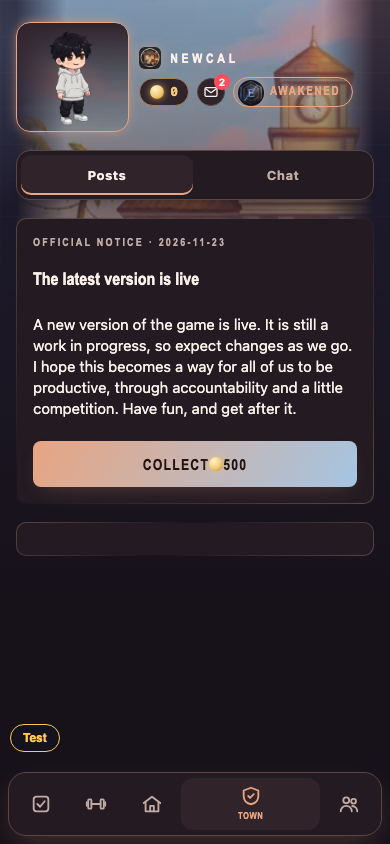 NEWCAL
0
2
E
AWAKENED
Posts
Chat
OFFICIAL NOTICE · 2026-11-23
The latest version is live
A new version of the game is live. It is still a
work in progress, so expect changes as we go.
I hope this becomes a way for all of us to be
productive, through accountability and a little
competition. Have fun, and get after it.
COLLECT 500
Test
TOWN